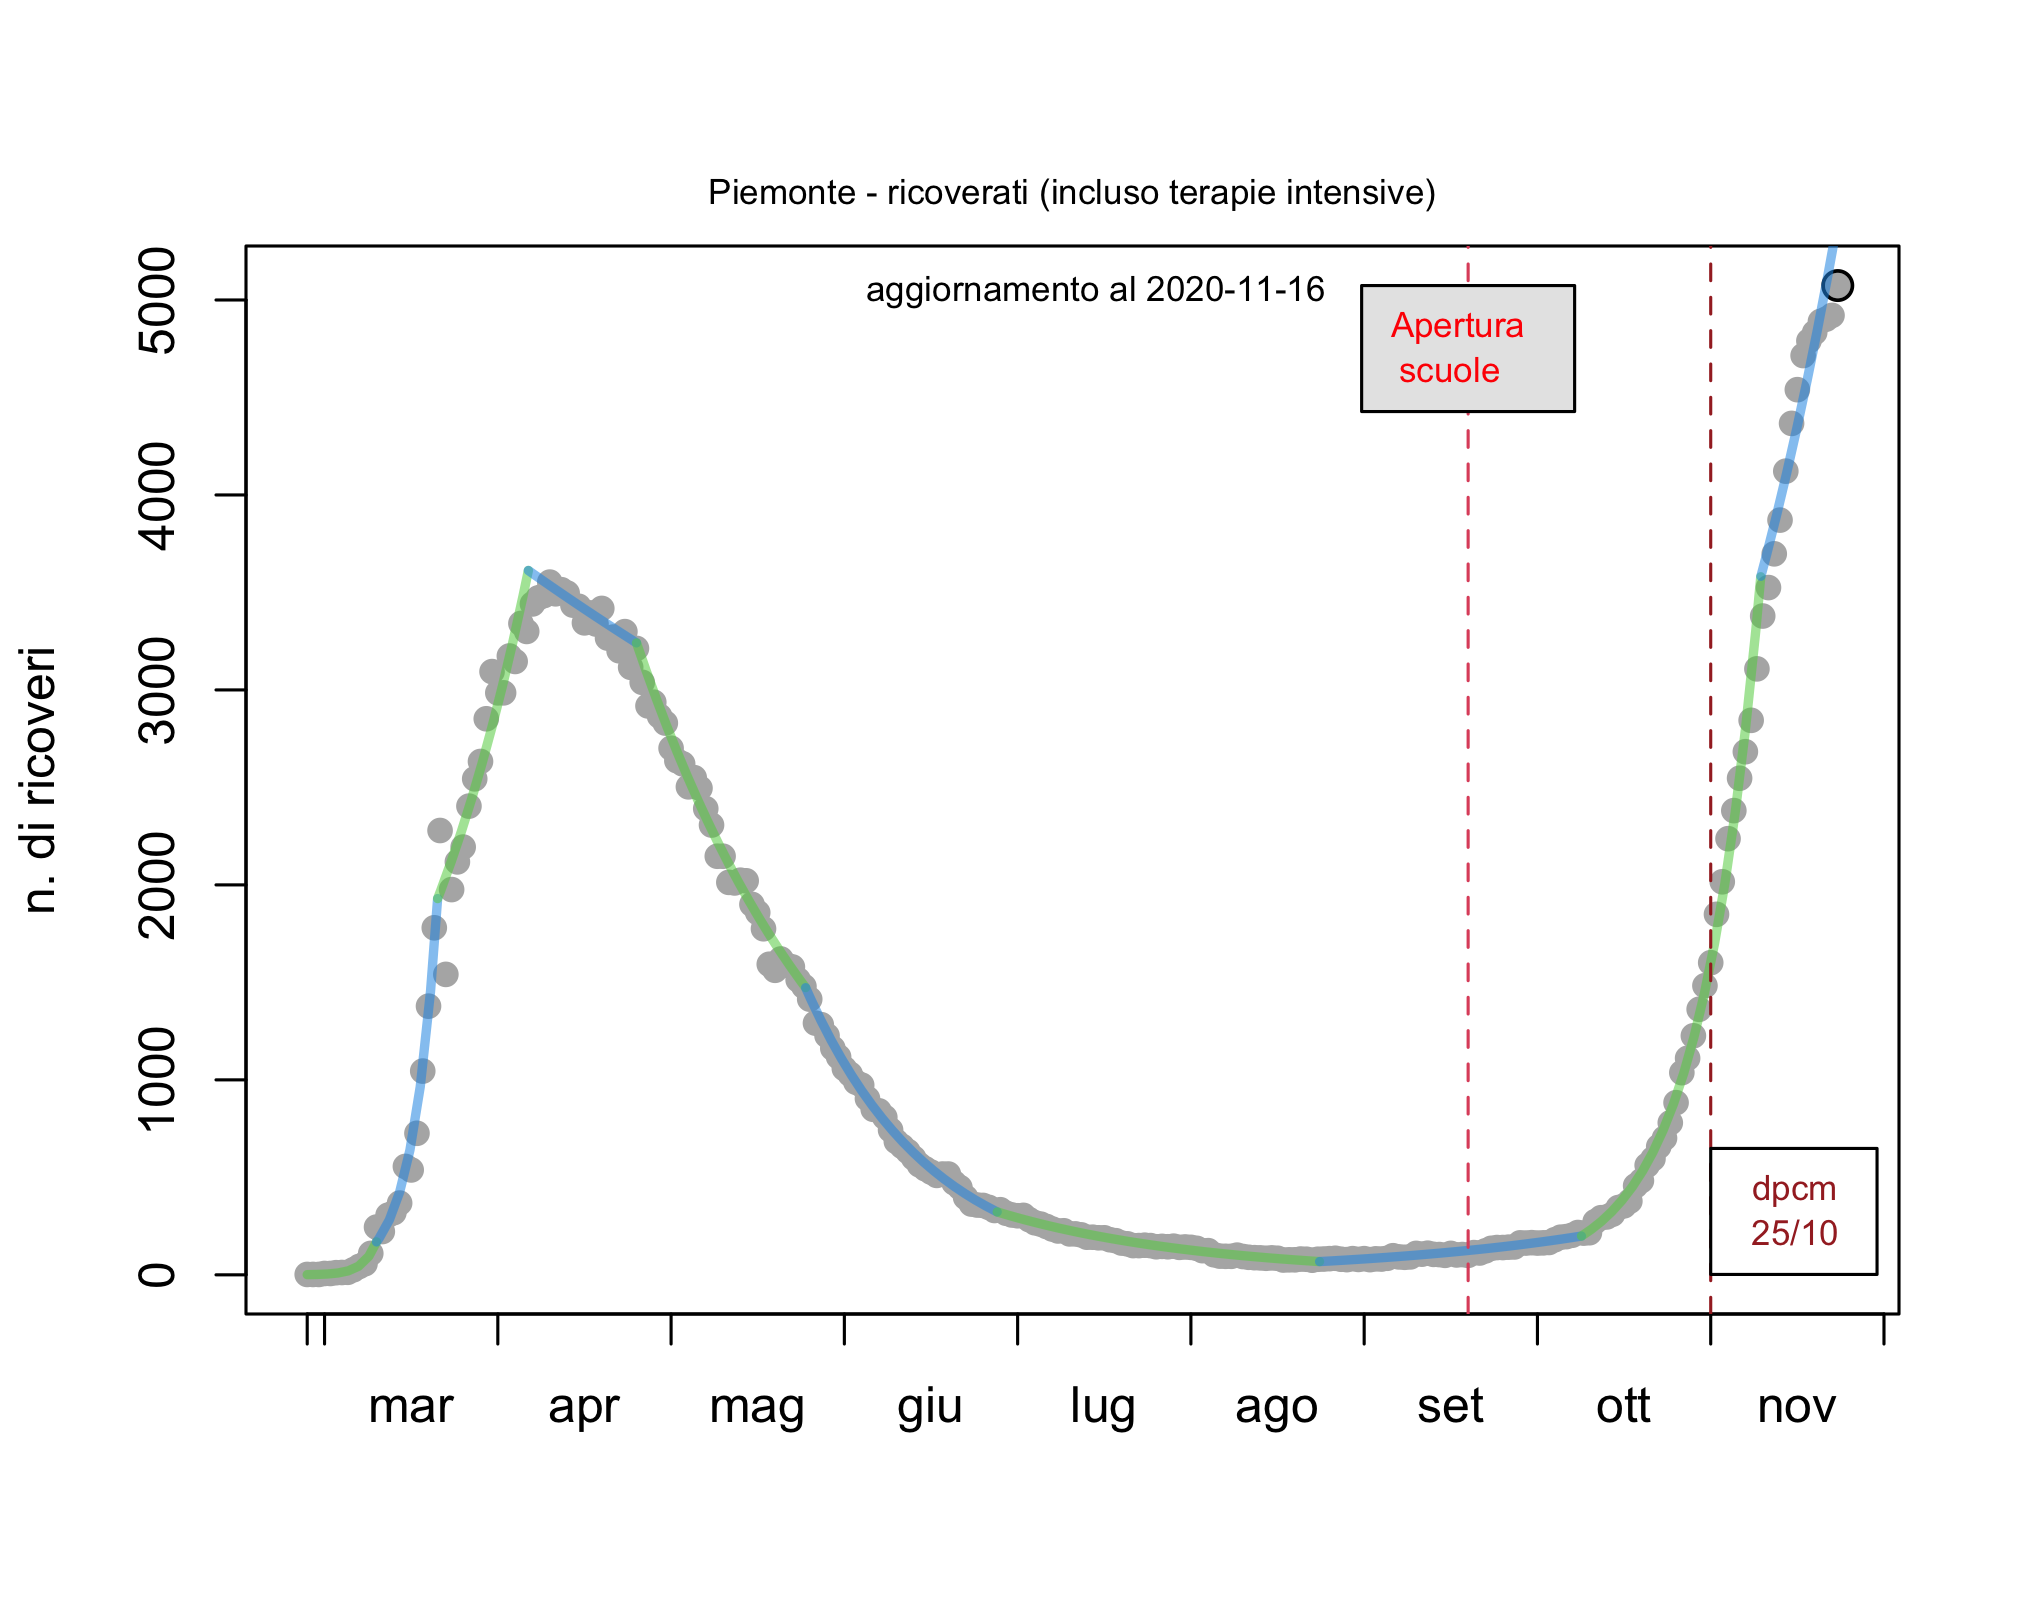 Piemonte - ricoverati (incluso terapie intensive)
aggiornamento al 2020-11-16
Apertura
scuole
n. di ricoveri
5000
4000
3000
2000
1000
0
dpcm
25/10
mar apr mag giu lug ago set ott nov